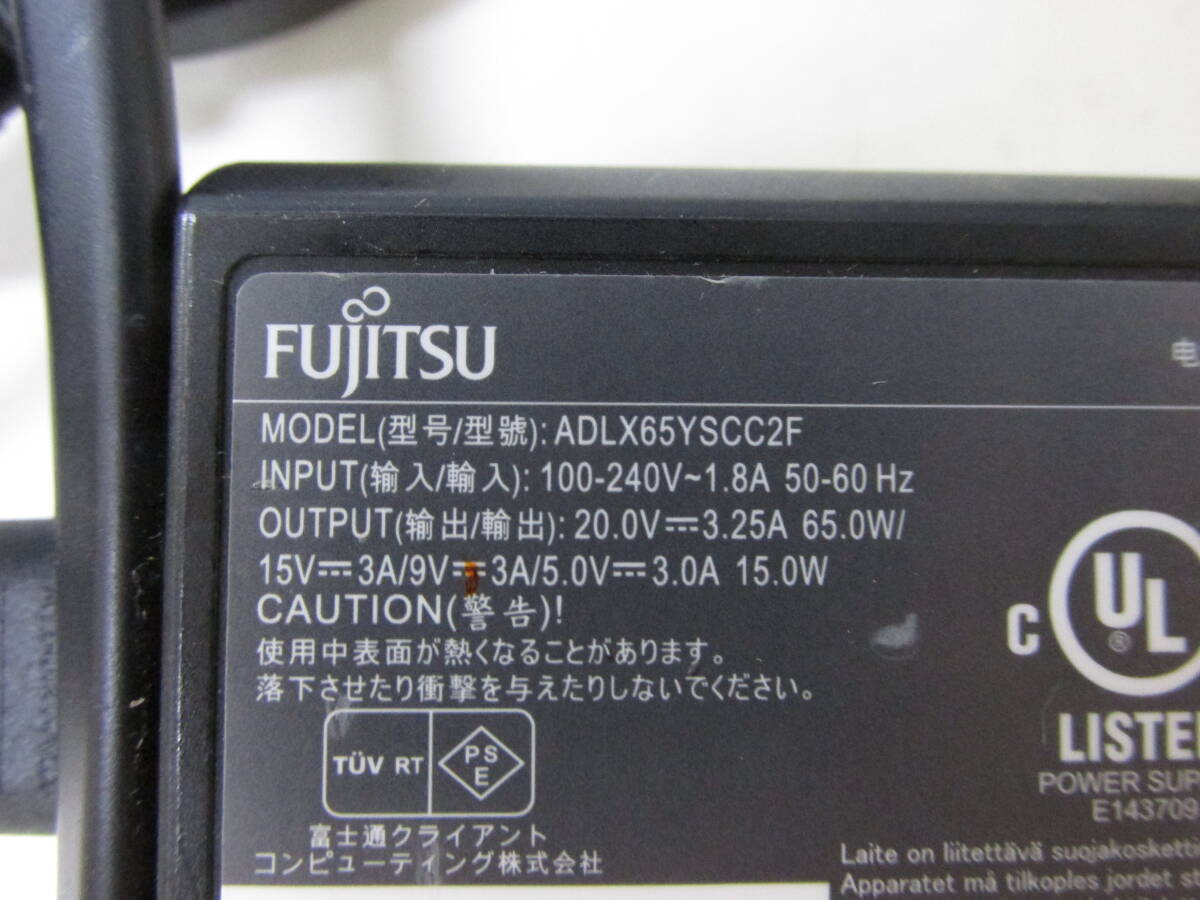 FUJITSU
电
MODEL(型号/型號): ADLX65YSCC2F
INPUT(输入/輸入): 100-240V~1.8A 50-60 Hz
OUTPUT(输出/輸出): 20.0V⎓3.25A 65.0W/
15V⎓3A/9V⎓3A/5.0V⎓3.0A 15.0W
CAUTION(警告)!
使用中表面が熱くなることがあります。
落下させたり衝撃を与えたりしないでください。
TÜV RT
PS
E
富士通クライアント
コンピューティング株式会社
C UL ®
LISTE
POWER SUP
E143709
Laite on liitettävä suojakosketti
Apparatet må tilkoples jordet st